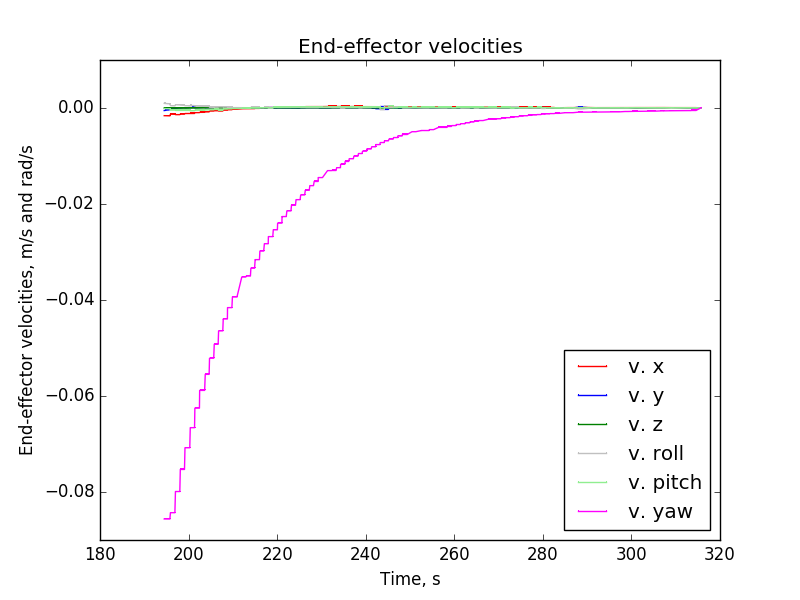 End-effector velocities
End-effector velocities, m/s and rad/s
0.00
−0.02
−0.04
−0.06
−0.08
v. x
v. y
v. z
v. roll
v. pitch
v. yaw
180 200 220 240 260 280 300 320
Time, s